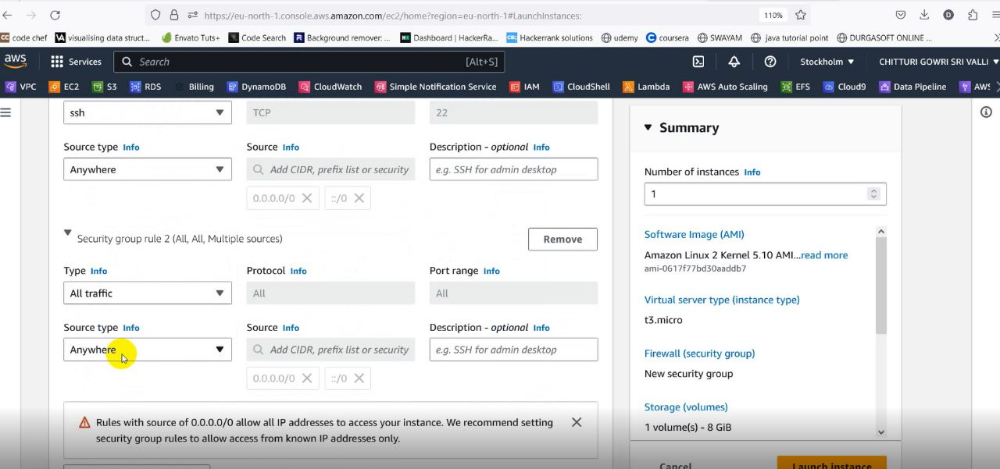 https://eu-north-1.console.aws.amazon.com/ec2/home?region=eu-north-1#LaunchInstances: 110% D
CC code chef VA visualising data struct... Envato Tuts+ Code Search R Background remover: ... H Dashboard | HackerRa... CB Hackerrank solutions udemy C coursera SWAYAM java tutorial point DURGASOFT ONLINE ...
aws Services Search [Alt+S] Stockholm CHITTURI GOWRI SRI VALLI
VPC EC2 S3 RDS Billing DynamoDB CloudWatch Simple Notification Service IAM CloudShell Lambda AWS Auto Scaling EFS Cloud9 Data Pipeline AWS
ssh TCP 22
Source type Info Source Info Description - optional Info
Anywhere Add CIDR, prefix list or security e.g. SSH for admin desktop
0.0.0.0/0 ::/0
Security group rule 2 (All, All, Multiple sources) Remove
Type Info Protocol Info Port range Info
All traffic All All
Source type Info Source Info Description - optional Info
Anywhere Add CIDR, prefix list or security e.g. SSH for admin desktop
0.0.0.0/0 ::/0
Rules with source of 0.0.0.0/0 allow all IP addresses to access your instance. We recommend setting
security group rules to allow access from known IP addresses only.
Summary
Number of instances Info
1
Software Image (AMI)
Amazon Linux 2 Kernel 5.10 AMI...read more
ami-0617f77bd30aaddb7
Virtual server type (instance type)
t3.micro
Firewall (security group)
New security group
Storage (volumes)
1 volume(s) - 8 GiB
Cancel Launch instance